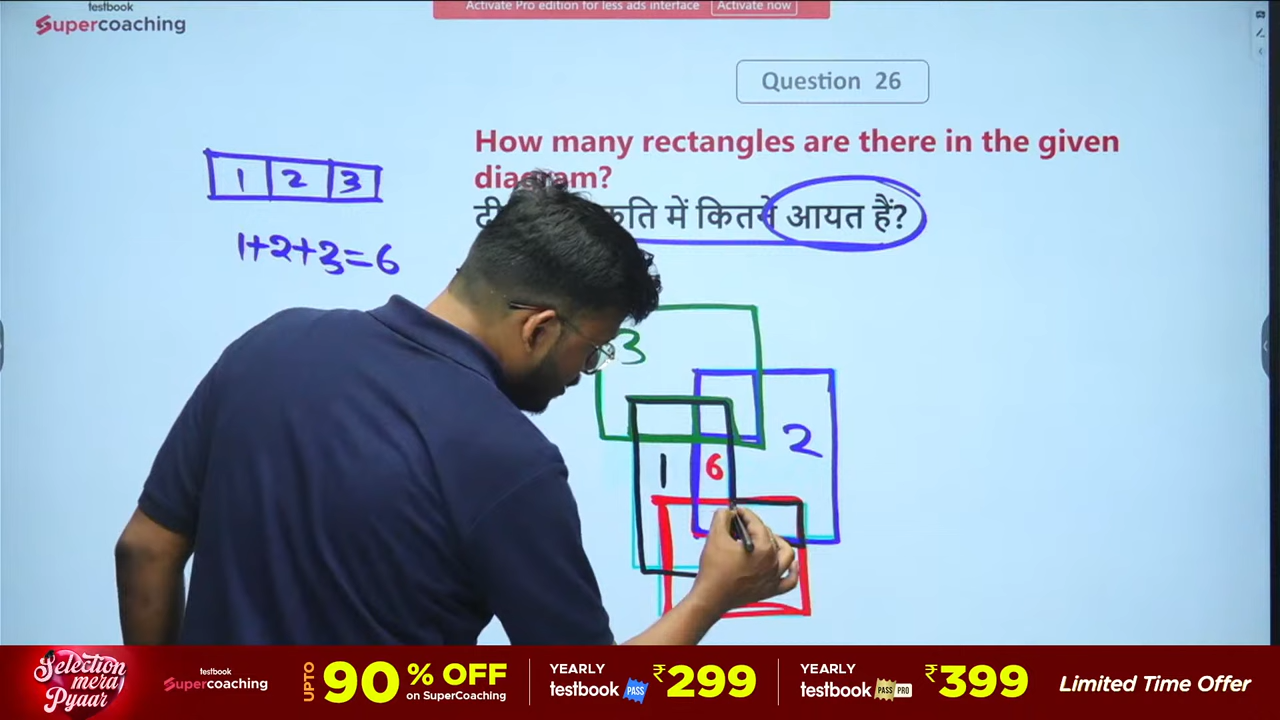 testbook
Supercoaching
Activate Pro edition for less ads interface
Activate now
Question 26
How many rectangles are there in the given
diagram?
में कितने आयत हैं?
1 2 3
1+2+3=6
3
2
1 6
Selection
mera
Pyaar
testbook
Supercoaching
UPTO 90% OFF
on SuperCoaching
YEARLY
testbook PASS ₹299
YEARLY
testbook PASS PRO ₹399
Limited Time Offer